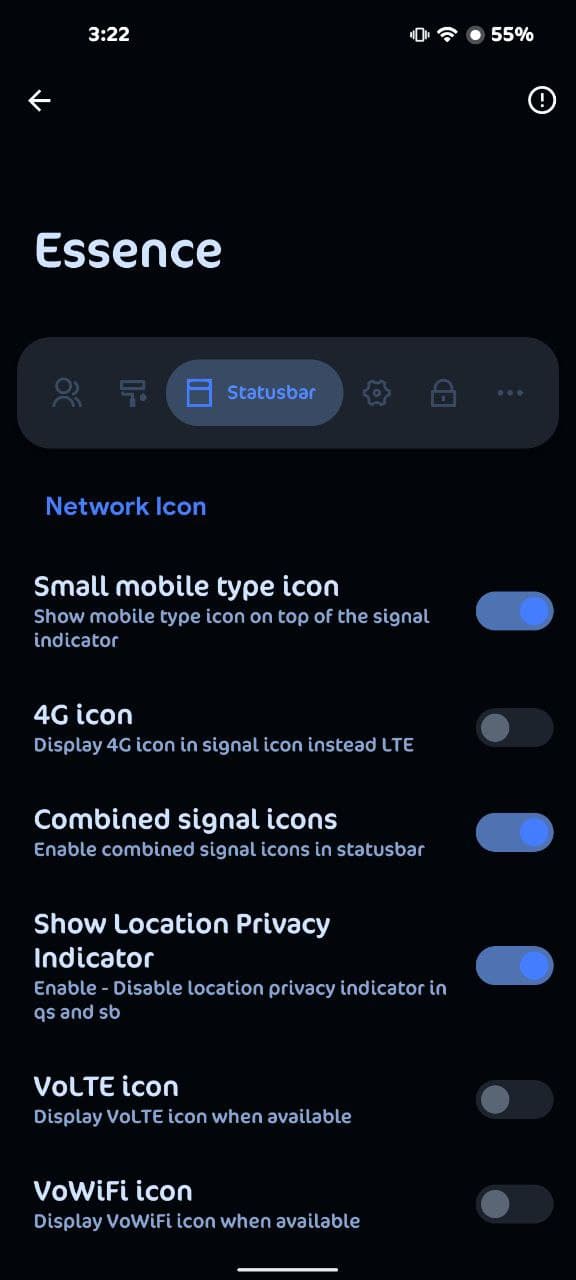 3:22
55%
Essence
Statusbar
Network Icon
Small mobile type icon
Show mobile type icon on top of the signal
indicator
4G icon
Display 4G icon in signal icon instead LTE
Combined signal icons
Enable combined signal icons in statusbar
Show Location Privacy
Indicator
Enable - Disable location privacy indicator in
qs and sb
VoLTE icon
Display VoLTE icon when available
VoWiFi icon
Display VoWiFi icon when available